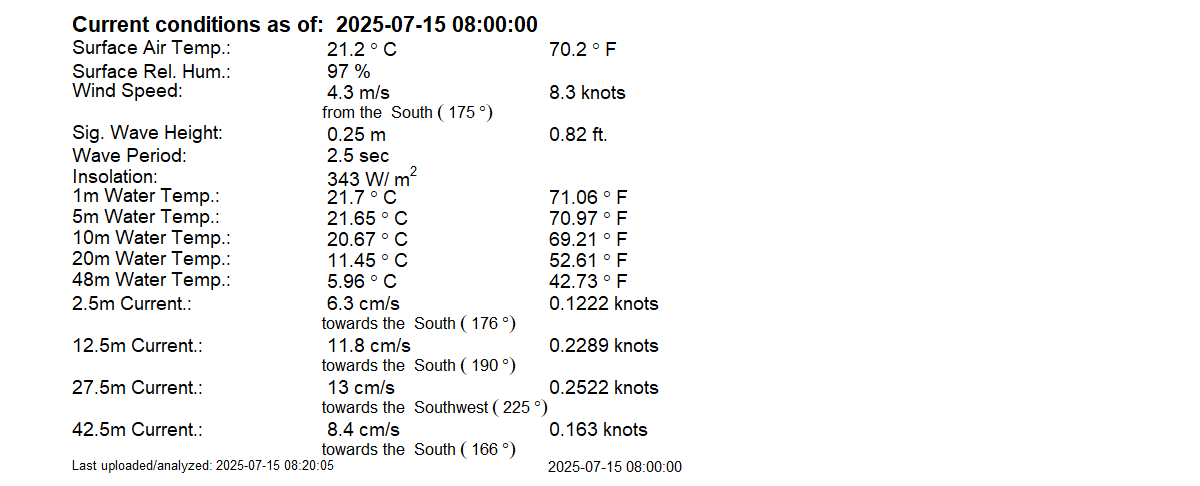 Current conditions as of:  2025-07-15 08:00:00
Surface Air Temp.: 21.2 ° C 70.2 ° F
Surface Rel. Hum.: 97 %
Wind Speed: 4.3 m/s 8.3 knots
from the  South ( 175 °)
Sig. Wave Height: 0.25 m 0.82 ft.
Wave Period: 2.5 sec
Insolation: 343 W/ m²
1m Water Temp.: 21.7 ° C 71.06 ° F
5m Water Temp.: 21.65 ° C 70.97 ° F
10m Water Temp.: 20.67 ° C 69.21 ° F
20m Water Temp.: 11.45 ° C 52.61 ° F
48m Water Temp.: 5.96 ° C 42.73 ° F
2.5m Current.: 6.3 cm/s 0.1222 knots
towards the  South ( 176 °)
12.5m Current.: 11.8 cm/s 0.2289 knots
towards the  South ( 190 °)
27.5m Current.: 13 cm/s 0.2522 knots
towards the  Southwest ( 225 °)
42.5m Current.: 8.4 cm/s 0.163 knots
towards the  South ( 166 °)
Last uploaded/analyzed: 2025-07-15 08:20:05 2025-07-15 08:00:00